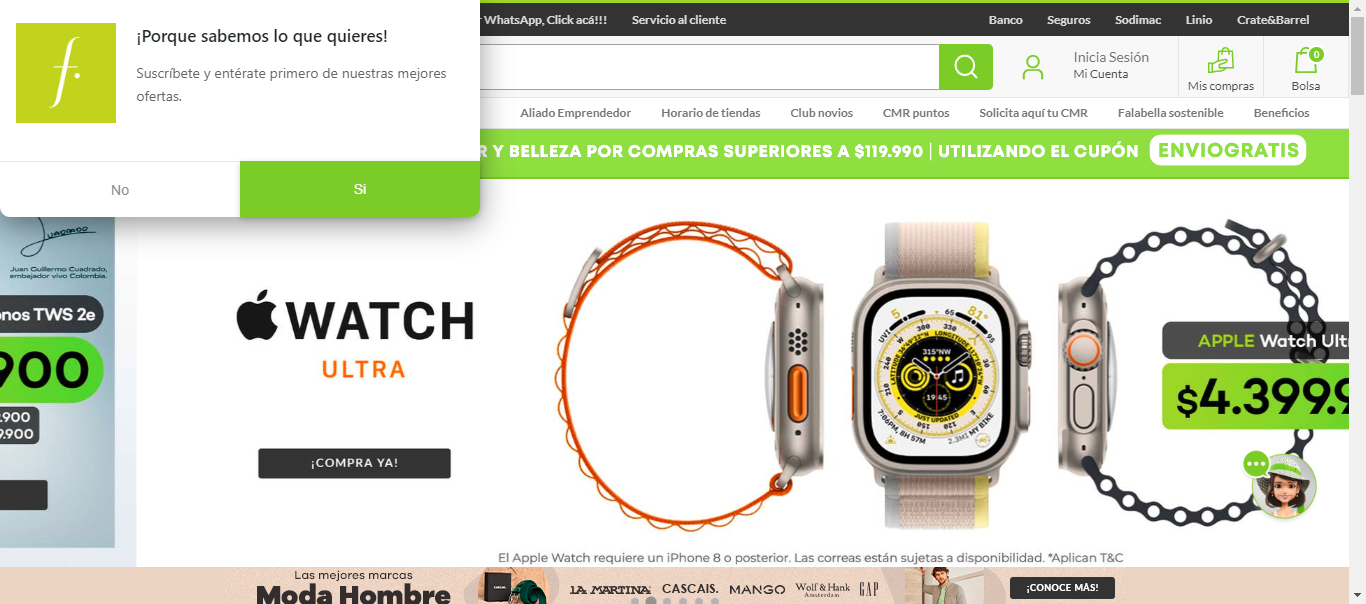 ¡Porque sabemos lo que quieres!
Suscríbete y entérate primero de nuestras mejores
ofertas.
No
Si
WhatsApp, Click acá!!!
Servicio al cliente
Banco
Seguros
Sodimac
Linio
Crate&Barrel
Inicia Sesión
Mi Cuenta
Mis compras
0
Bolsa
Aliado Emprendedor
Horario de tiendas
Club novios
CMR puntos
Solicita aquí tu CMR
Falabella sostenible
Beneficios
R Y BELLEZA POR COMPRAS SUPERIORES A $119.990 | UTILIZANDO EL CUPÓN ENVIOGRATIS
Juan Guillermo Cuadrado,
embajador vivo Colombia.
nos TWS 2e
900
.900
9.900
WATCH
ULTRA
¡COMPRA YA!
APPLE Watch Ult
$4.399.9
El Apple Watch requiere un iPhone 8 o posterior. Las correas están sujetas a disponibilidad. *Aplican T&C
Las mejores marcas
Moda Hombre
LA MARTINA
CASCAIS.
MANGO
Wolf & Hank
Amsterdam
GAP
¡CONOCE MÁS!